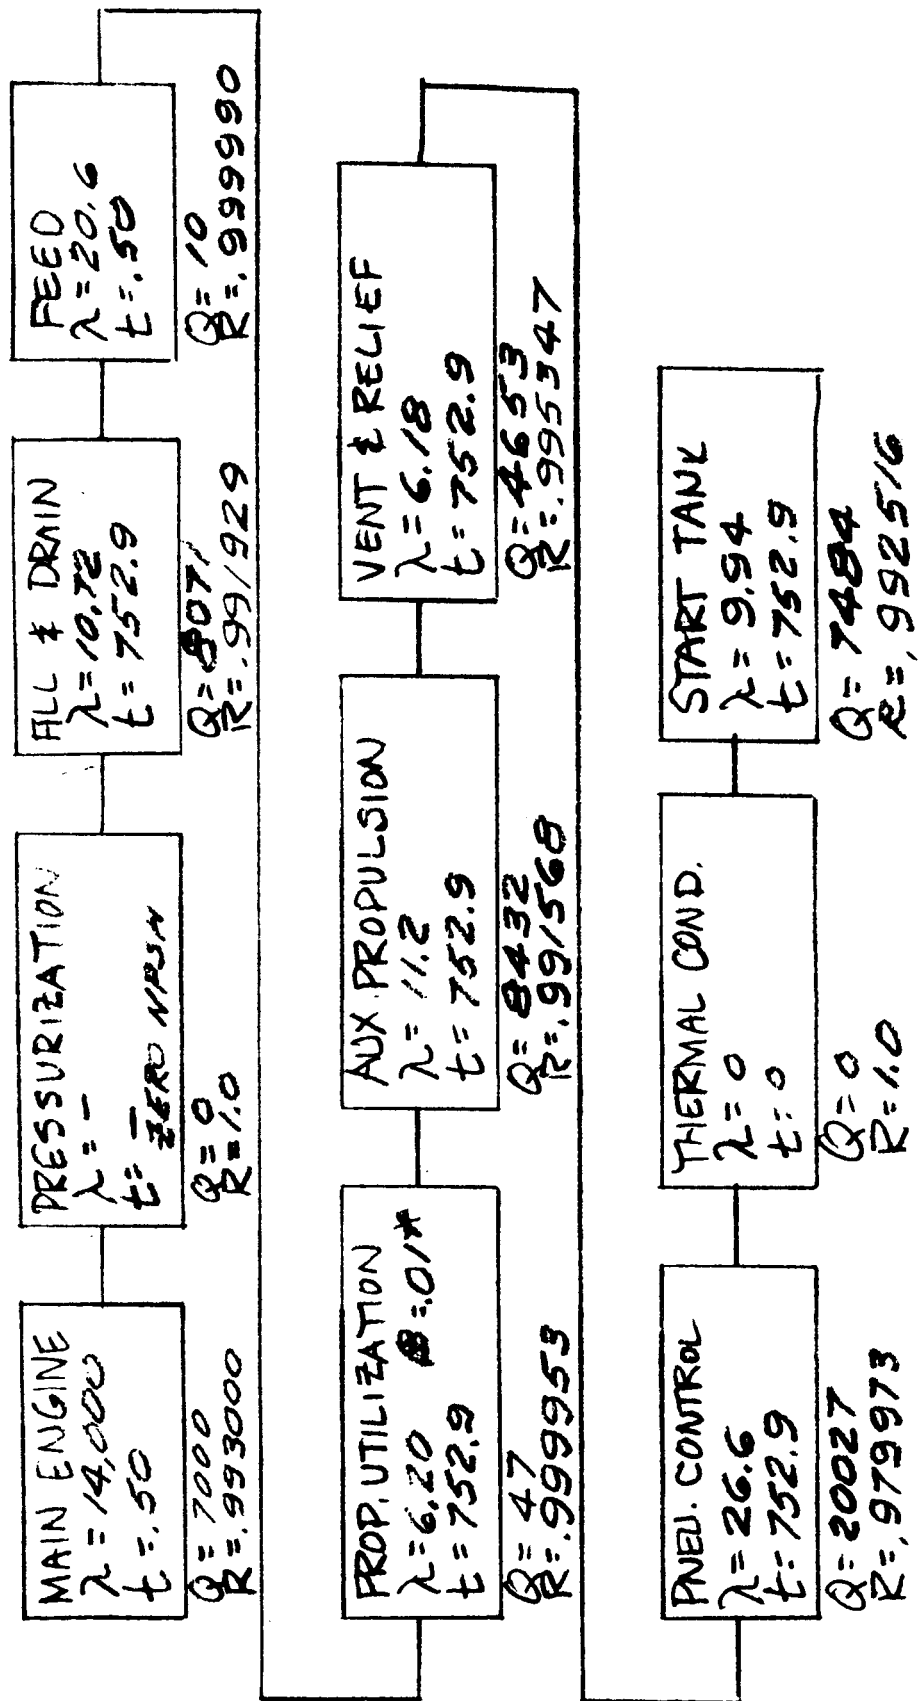 MAIN ENGINE
λ = 14,000
t = .50
Q = 7000
R = .993000
PRESSURIZATION
λ = —
t = —
ZERO NPSH
Q = 0
R = 1.0
FILL & DRAIN
λ = 10.72
t = 752.9
Q = 8071
R = .991929
FEED
λ = 20.6
t = .50
Q = 10
R = .999990
PROP. UTILIZATION
λ = 6.20 B = .01*
t = 752.9
Q = 47
R = .999953
AUX. PROPULSION
λ = 11.2
t = 752.9
Q = 8432
R = .991568
VENT & RELIEF
λ = 6.18
t = 752.9
Q = 4653
R = .995347
PNEU. CONTROL
λ = 26.6
t = 752.9
Q = 20027
R = .979973
THERMAL COND.
λ = 0
t = 0
Q = 0
R = 1.0
START TANK
λ = 9.94
t = 752.9
Q = 7484
R = .992516